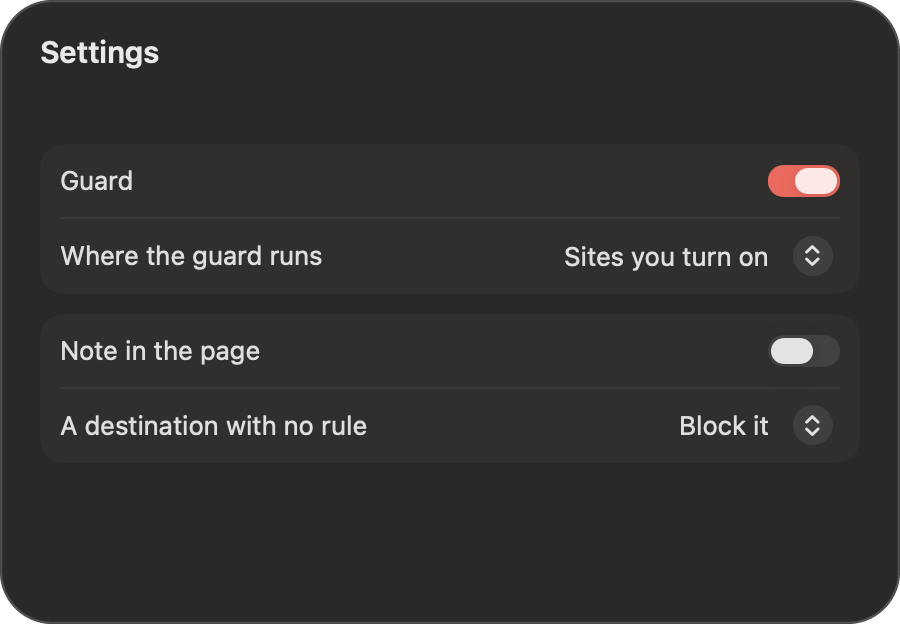 Settings
Guard
Where the guard runs Sites you turn on
Note in the page
A destination with no rule Block it